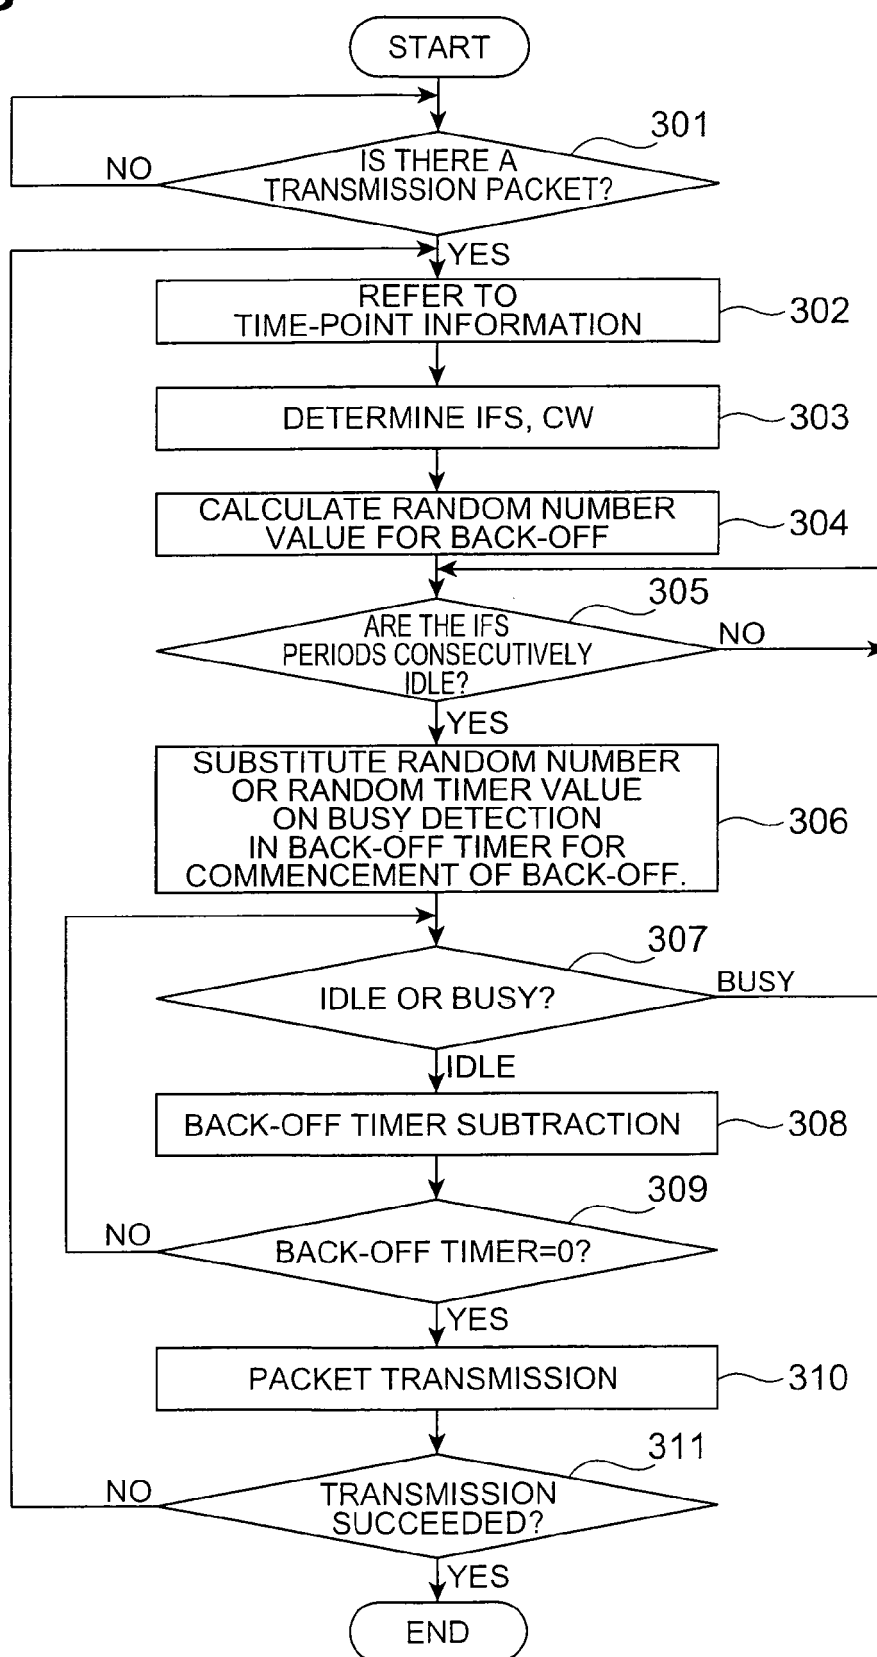 START
301
IS THERE A
TRANSMISSION PACKET?
NO
YES
REFER TO
TIME-POINT INFORMATION
302
DETERMINE IFS, CW
303
CALCULATE RANDOM NUMBER
VALUE FOR BACK-OFF
304
305
ARE THE IFS
PERIODS CONSECUTIVELY
IDLE?
NO
YES
SUBSTITUTE RANDOM NUMBER
OR RANDOM TIMER VALUE
ON BUSY DETECTION
IN BACK-OFF TIMER FOR
COMMENCEMENT OF BACK-OFF.
306
307
IDLE OR BUSY?
BUSY
IDLE
BACK-OFF TIMER SUBTRACTION
308
309
NO
BACK-OFF TIMER=0?
YES
PACKET TRANSMISSION
310
311
NO
TRANSMISSION
SUCCEEDED?
YES
END